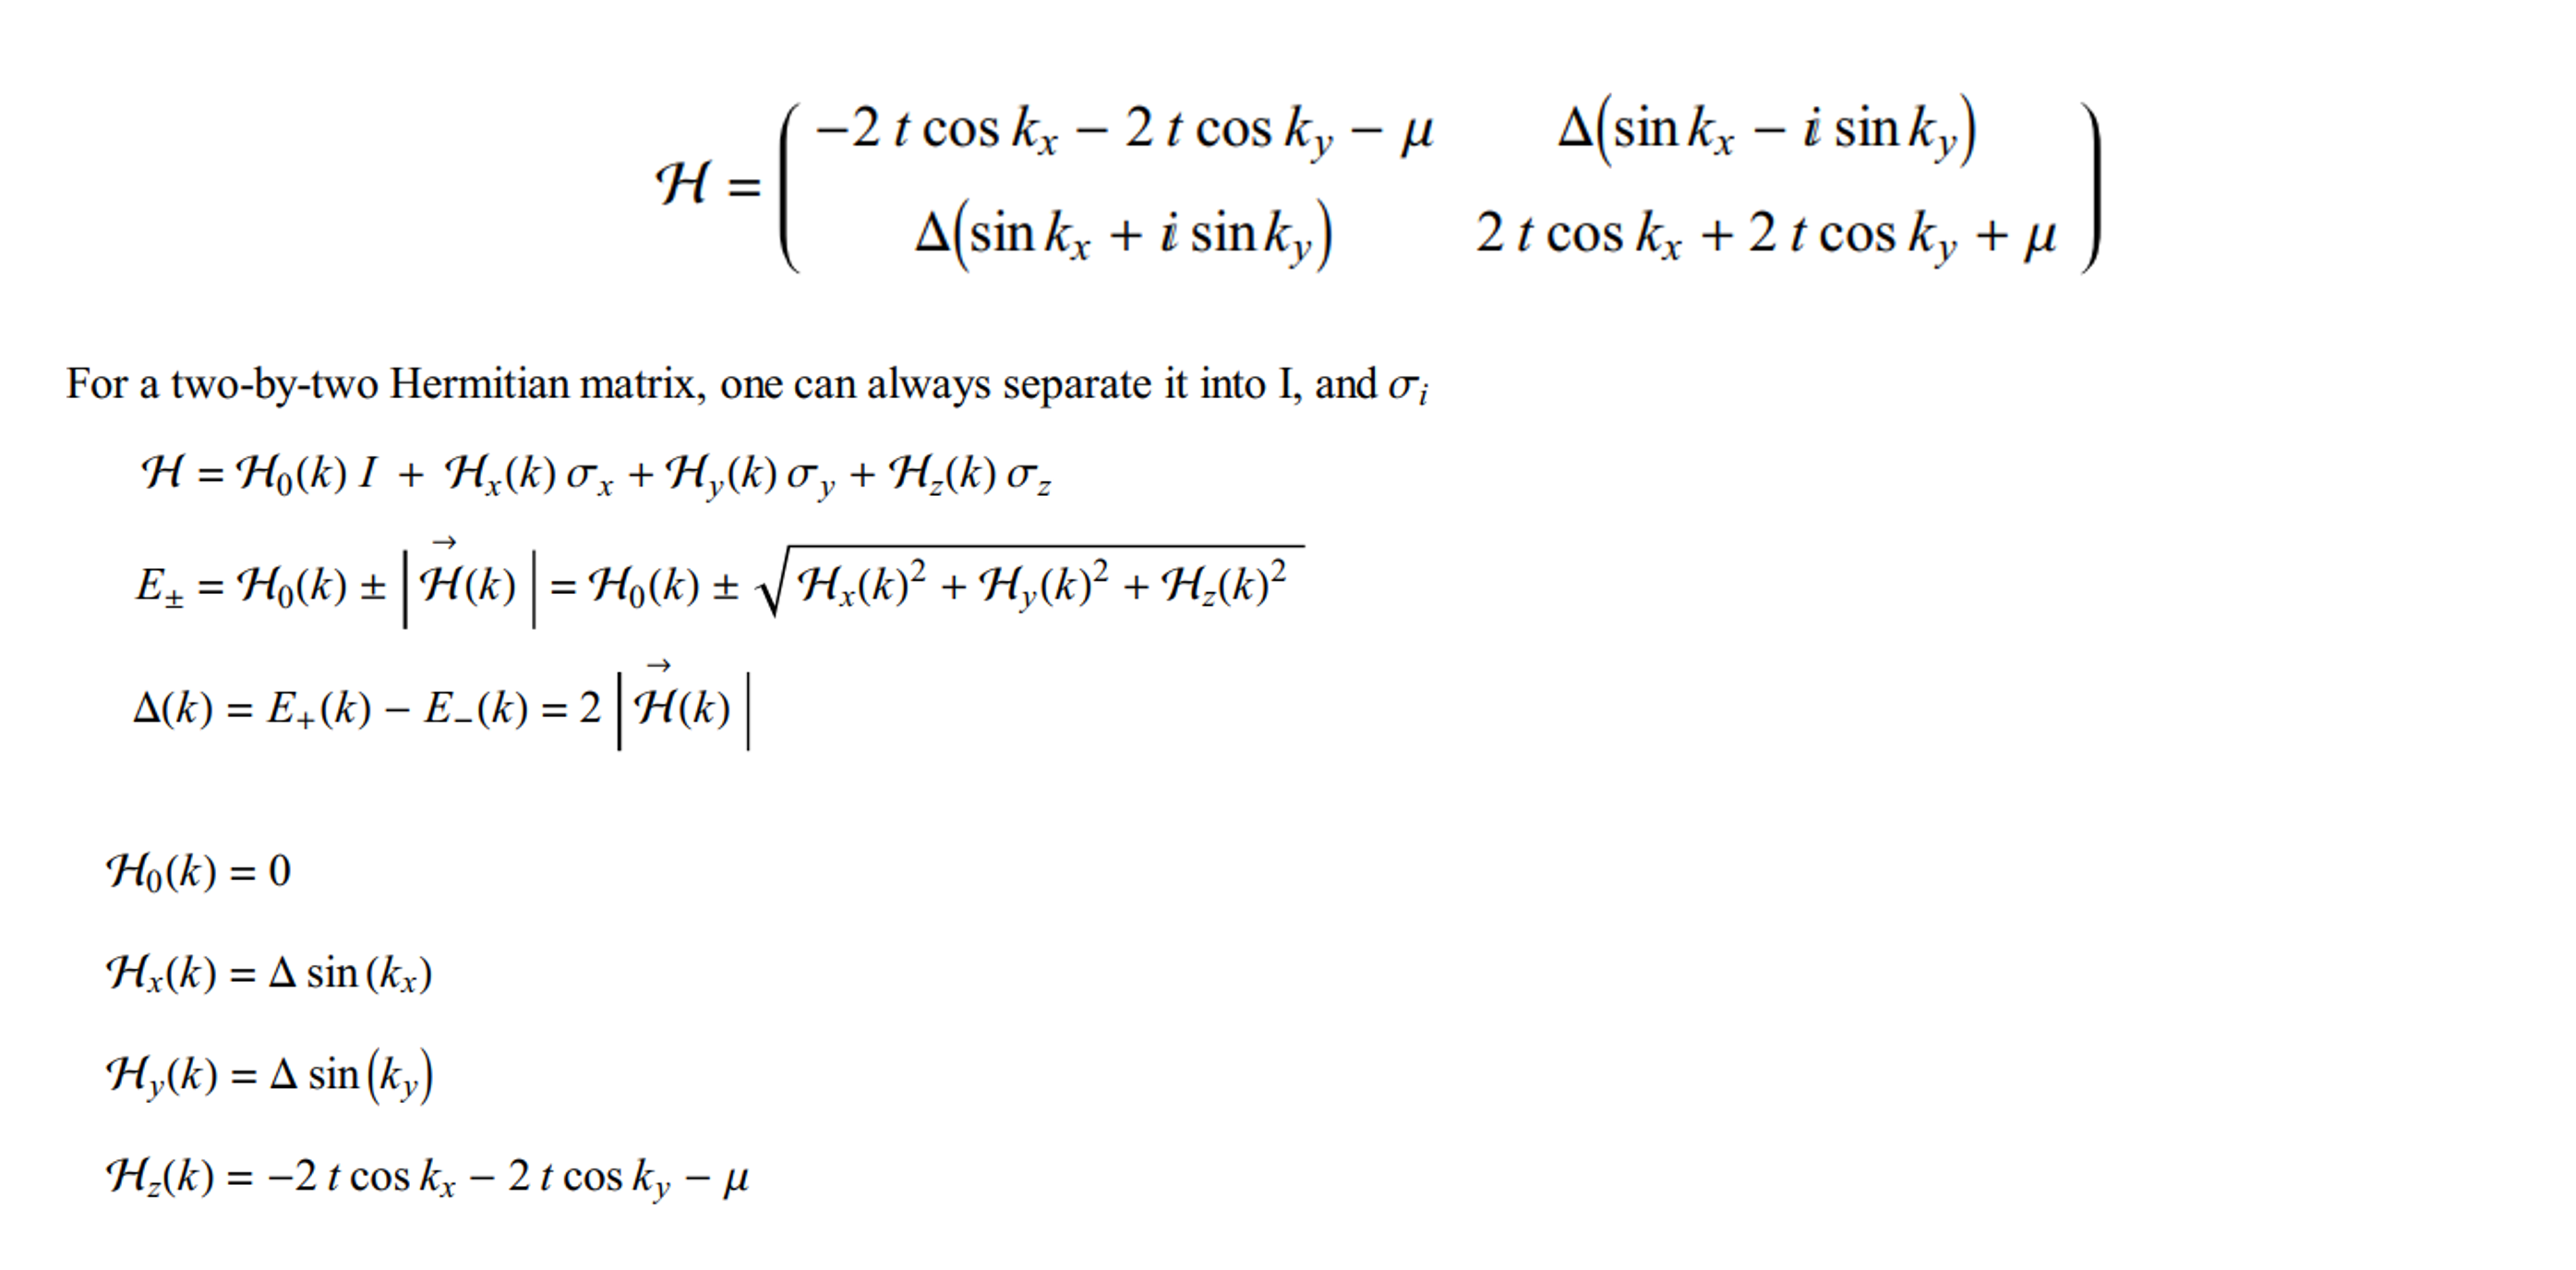 ℋ = ( −2 t cos kₓ − 2 t cos k_y − μ    Δ(sin kₓ − i sin k_y)
Δ(sin kₓ + i sin k_y)    2 t cos kₓ + 2 t cos k_y + μ )
For a two-by-two Hermitian matrix, one can always separate it into I, and σᵢ
ℋ = ℋ₀(k) I + ℋₓ(k) σₓ + ℋ_y(k) σ_y + ℋ_z(k) σ_z
E± = ℋ₀(k) ± |ℋ⃗(k)| = ℋ₀(k) ± √(ℋₓ(k)² + ℋ_y(k)² + ℋ_z(k)²)
Δ(k) = E₊(k) − E₋(k) = 2 |ℋ⃗(k)|
ℋ₀(k) = 0
ℋₓ(k) = Δ sin (kₓ)
ℋ_y(k) = Δ sin(k_y)
ℋ_z(k) = −2 t cos kₓ − 2 t cos k_y − μ